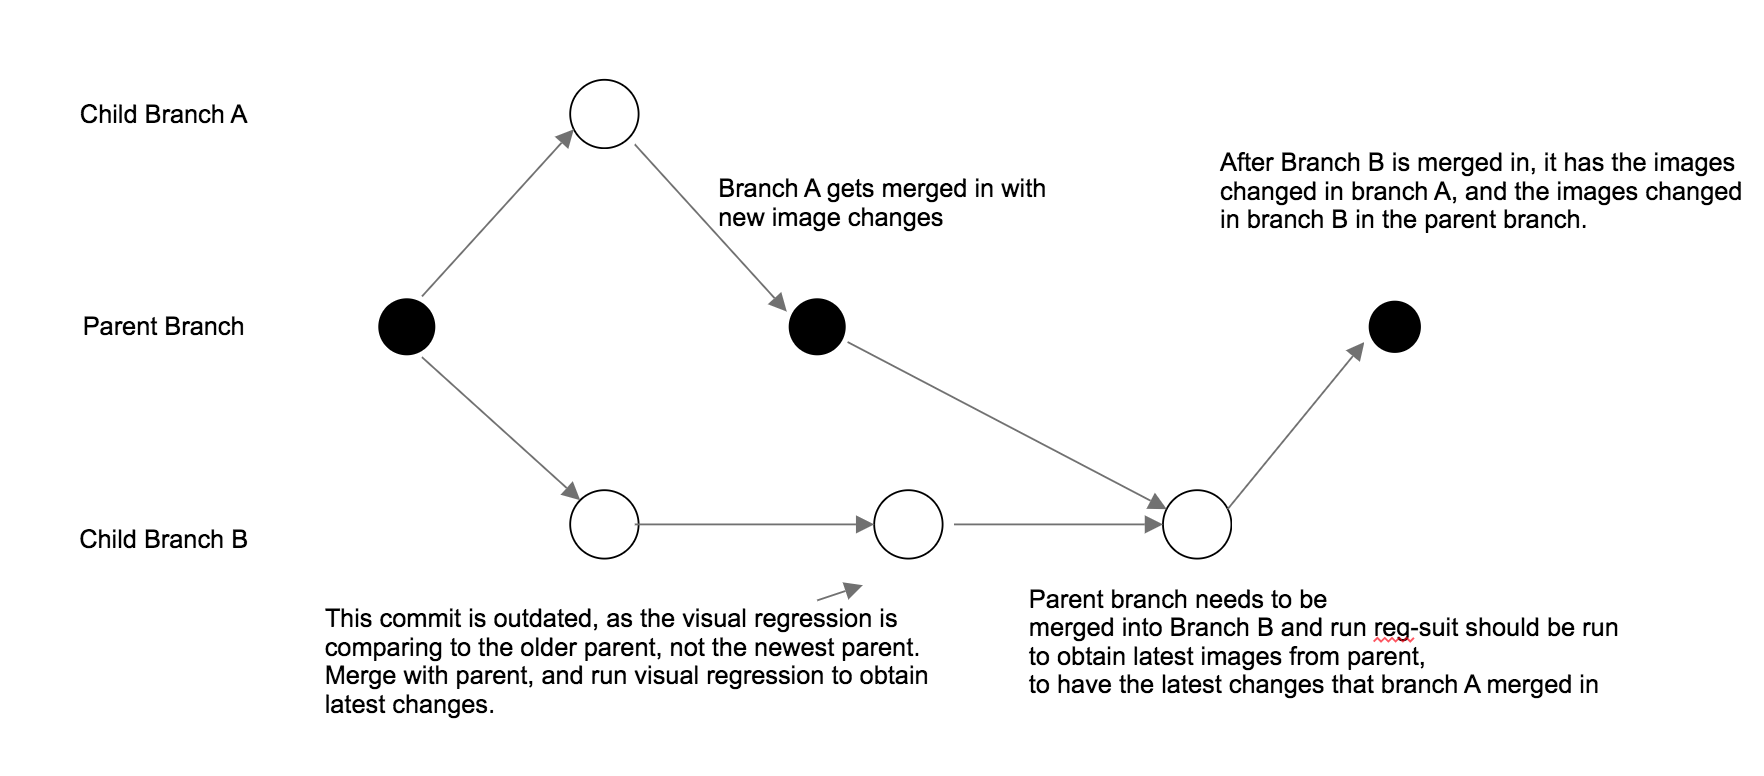 Child Branch A
Branch A gets merged in with
new image changes
After Branch B is merged in, it has the images
changed in branch A, and the images changed
in branch B in the parent branch.
Parent Branch
Child Branch B
This commit is outdated, as the visual regression is
comparing to the older parent, not the newest parent.
Merge with parent, and run visual regression to obtain
latest changes.
Parent branch needs to be
merged into Branch B and run reg-suit should be run
to obtain latest images from parent,
to have the latest changes that branch A merged in